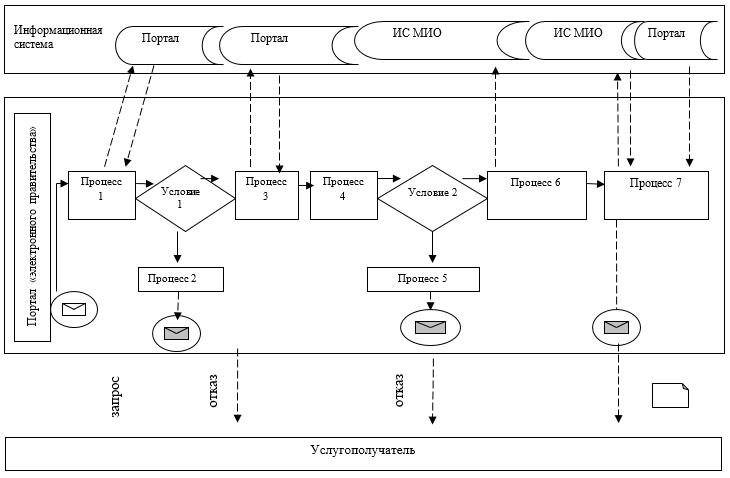 Информационная
система
Портал
Портал
ИС МИО
ИС МИО
Портал
Портал «электронного правительства»
Процесс
1
Условие
1
Процесс
3
Процесс
4
Условие 2
Процесс 6
Процесс 7
Процесс 2
Процесс 5
запрос
отказ
отказ
Услугополучатель